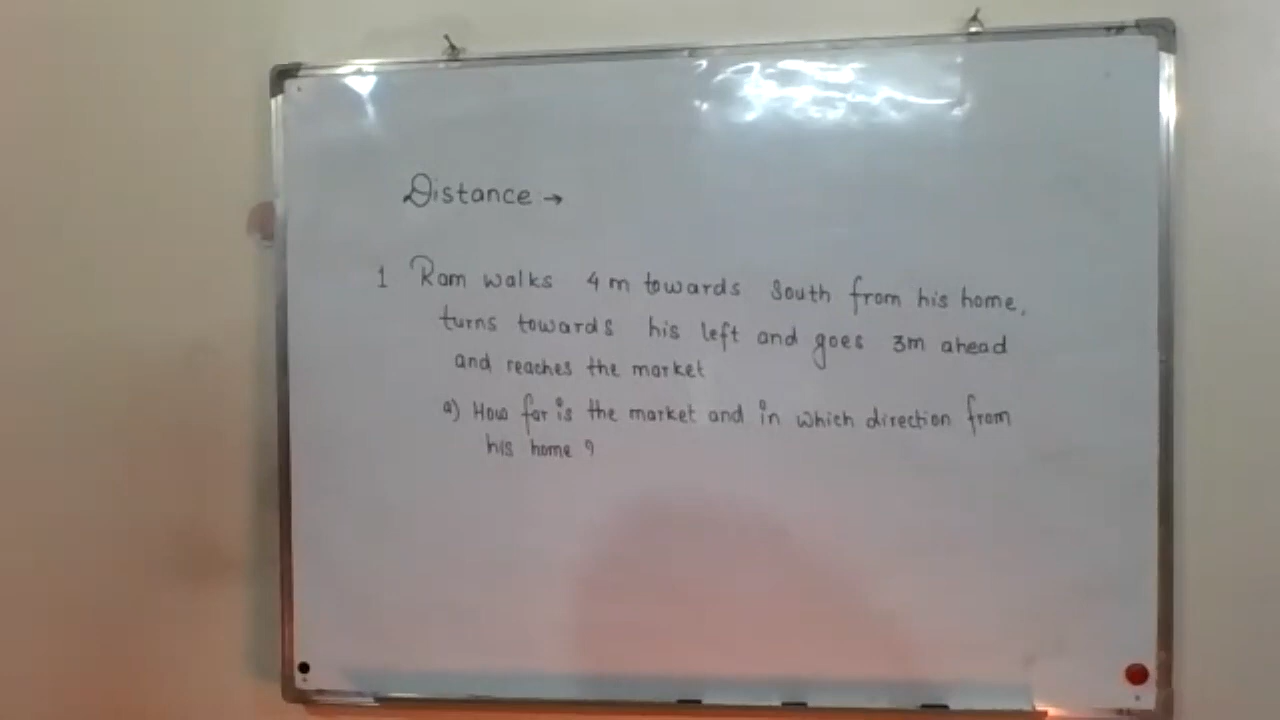 Distance →
1 Ram walks 4m towards South from his home,
turns towards his left and goes 3m ahead
and reaches the market
a) How far is the market and in which direction from
his home ?